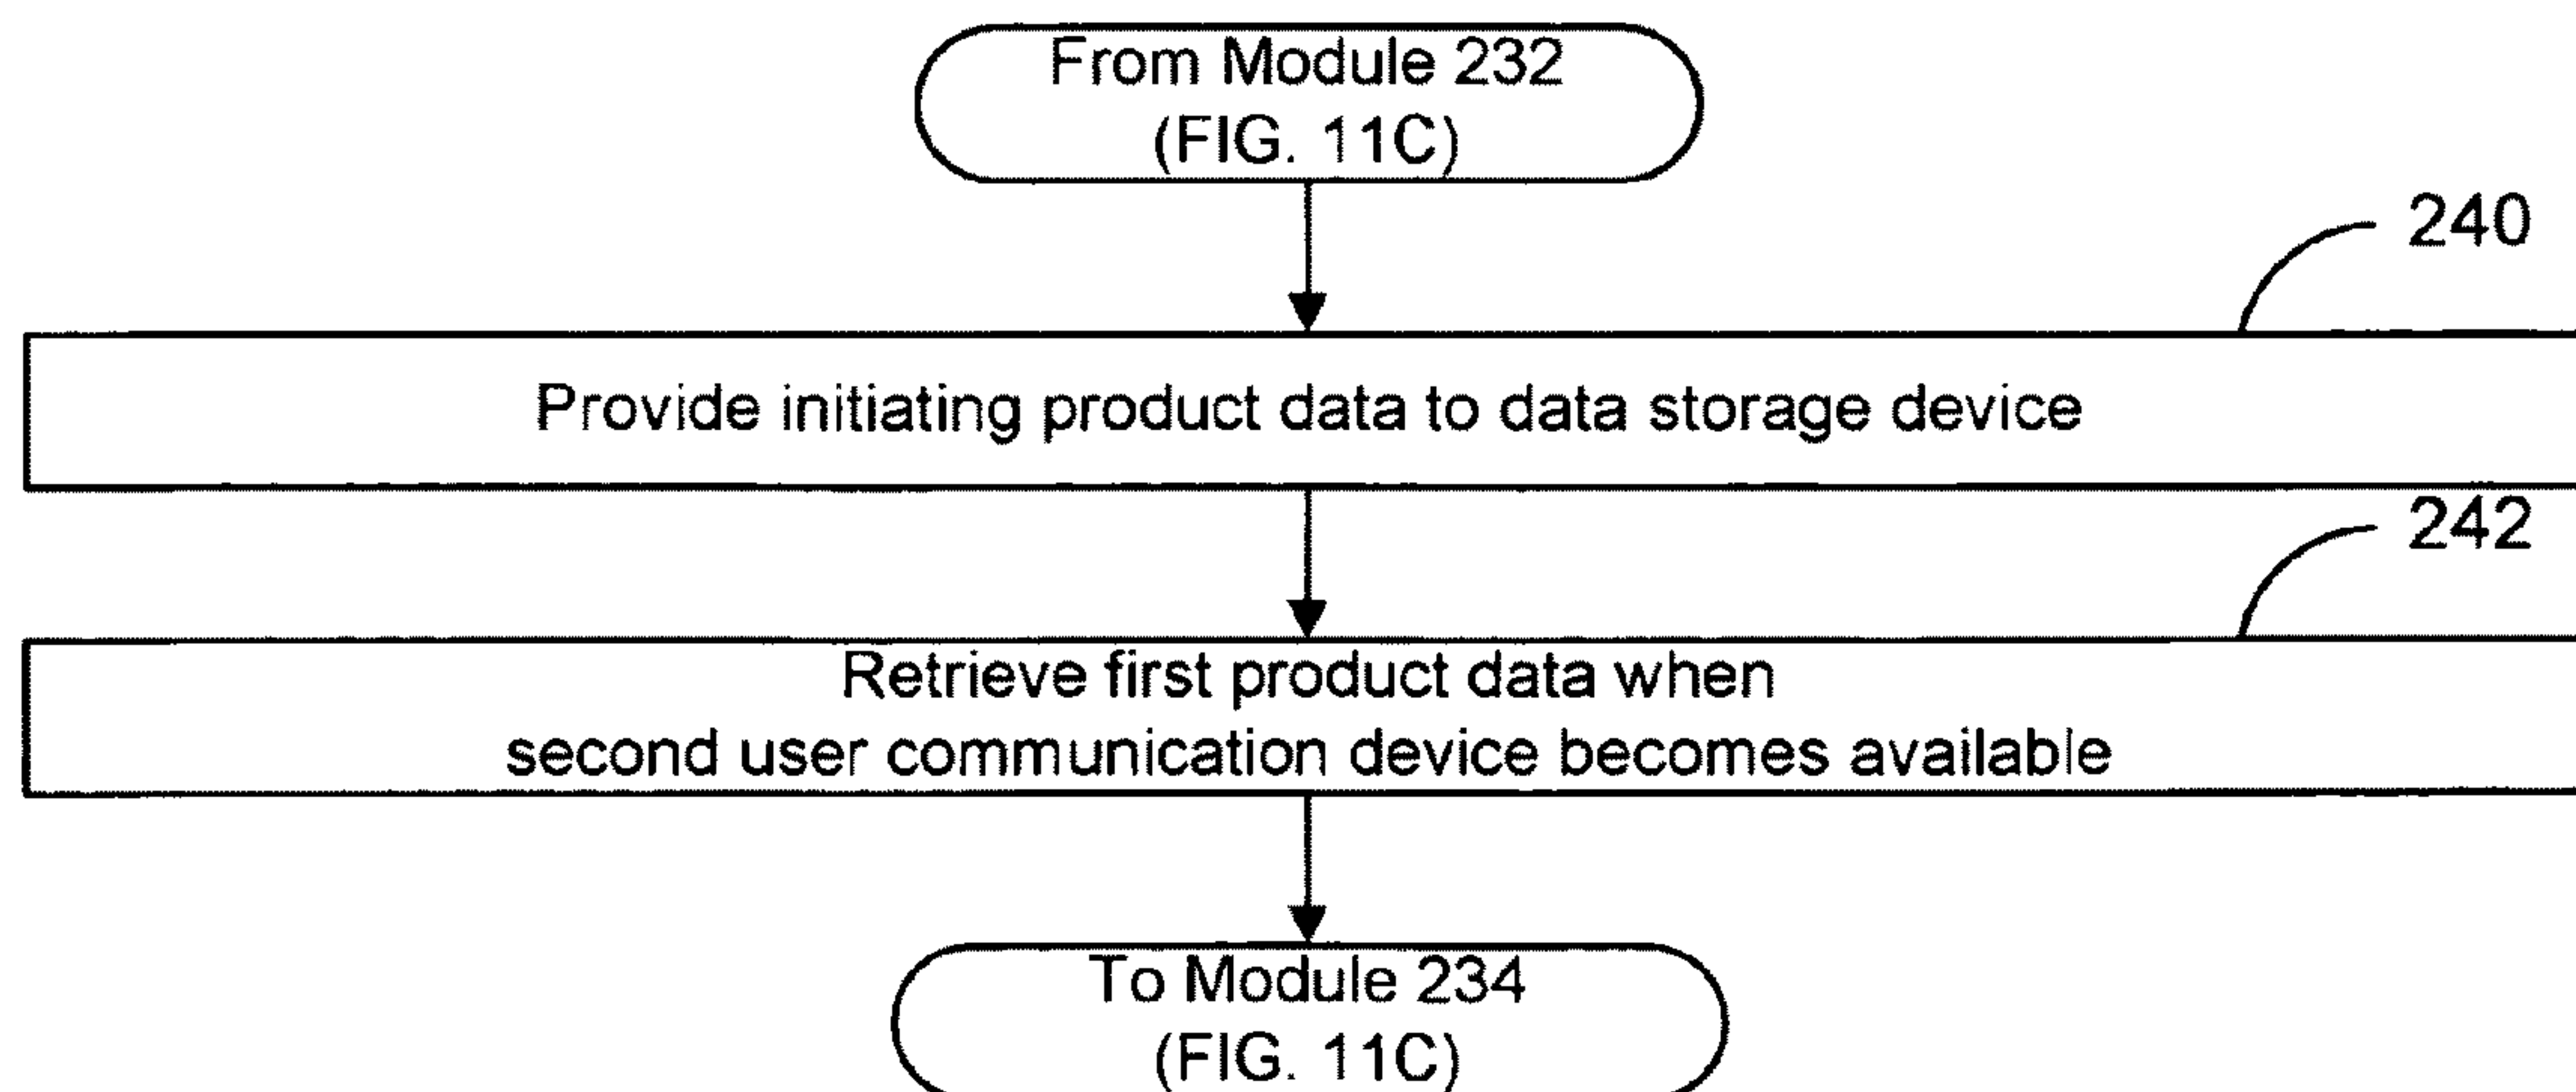 From Module 232
(FIG. 11C)
240
Provide initiating product data to data storage device
242
Retrieve first product data when
second user communication device becomes available
To Module 234
(FIG. 11C)